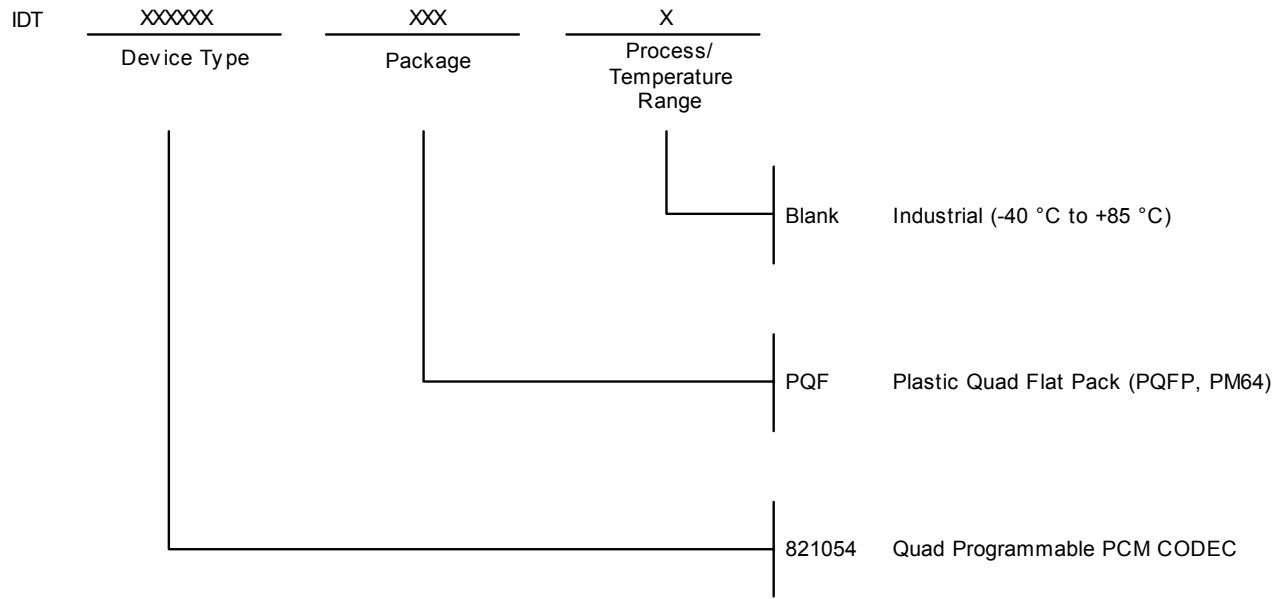 IDT XXXXXX XXX X
Device Type Package Process/
Temperature
Range
Blank Industrial (-40 °C to +85 °C)
PQF Plastic Quad Flat Pack (PQFP, PM64)
821054 Quad Programmable PCM CODEC